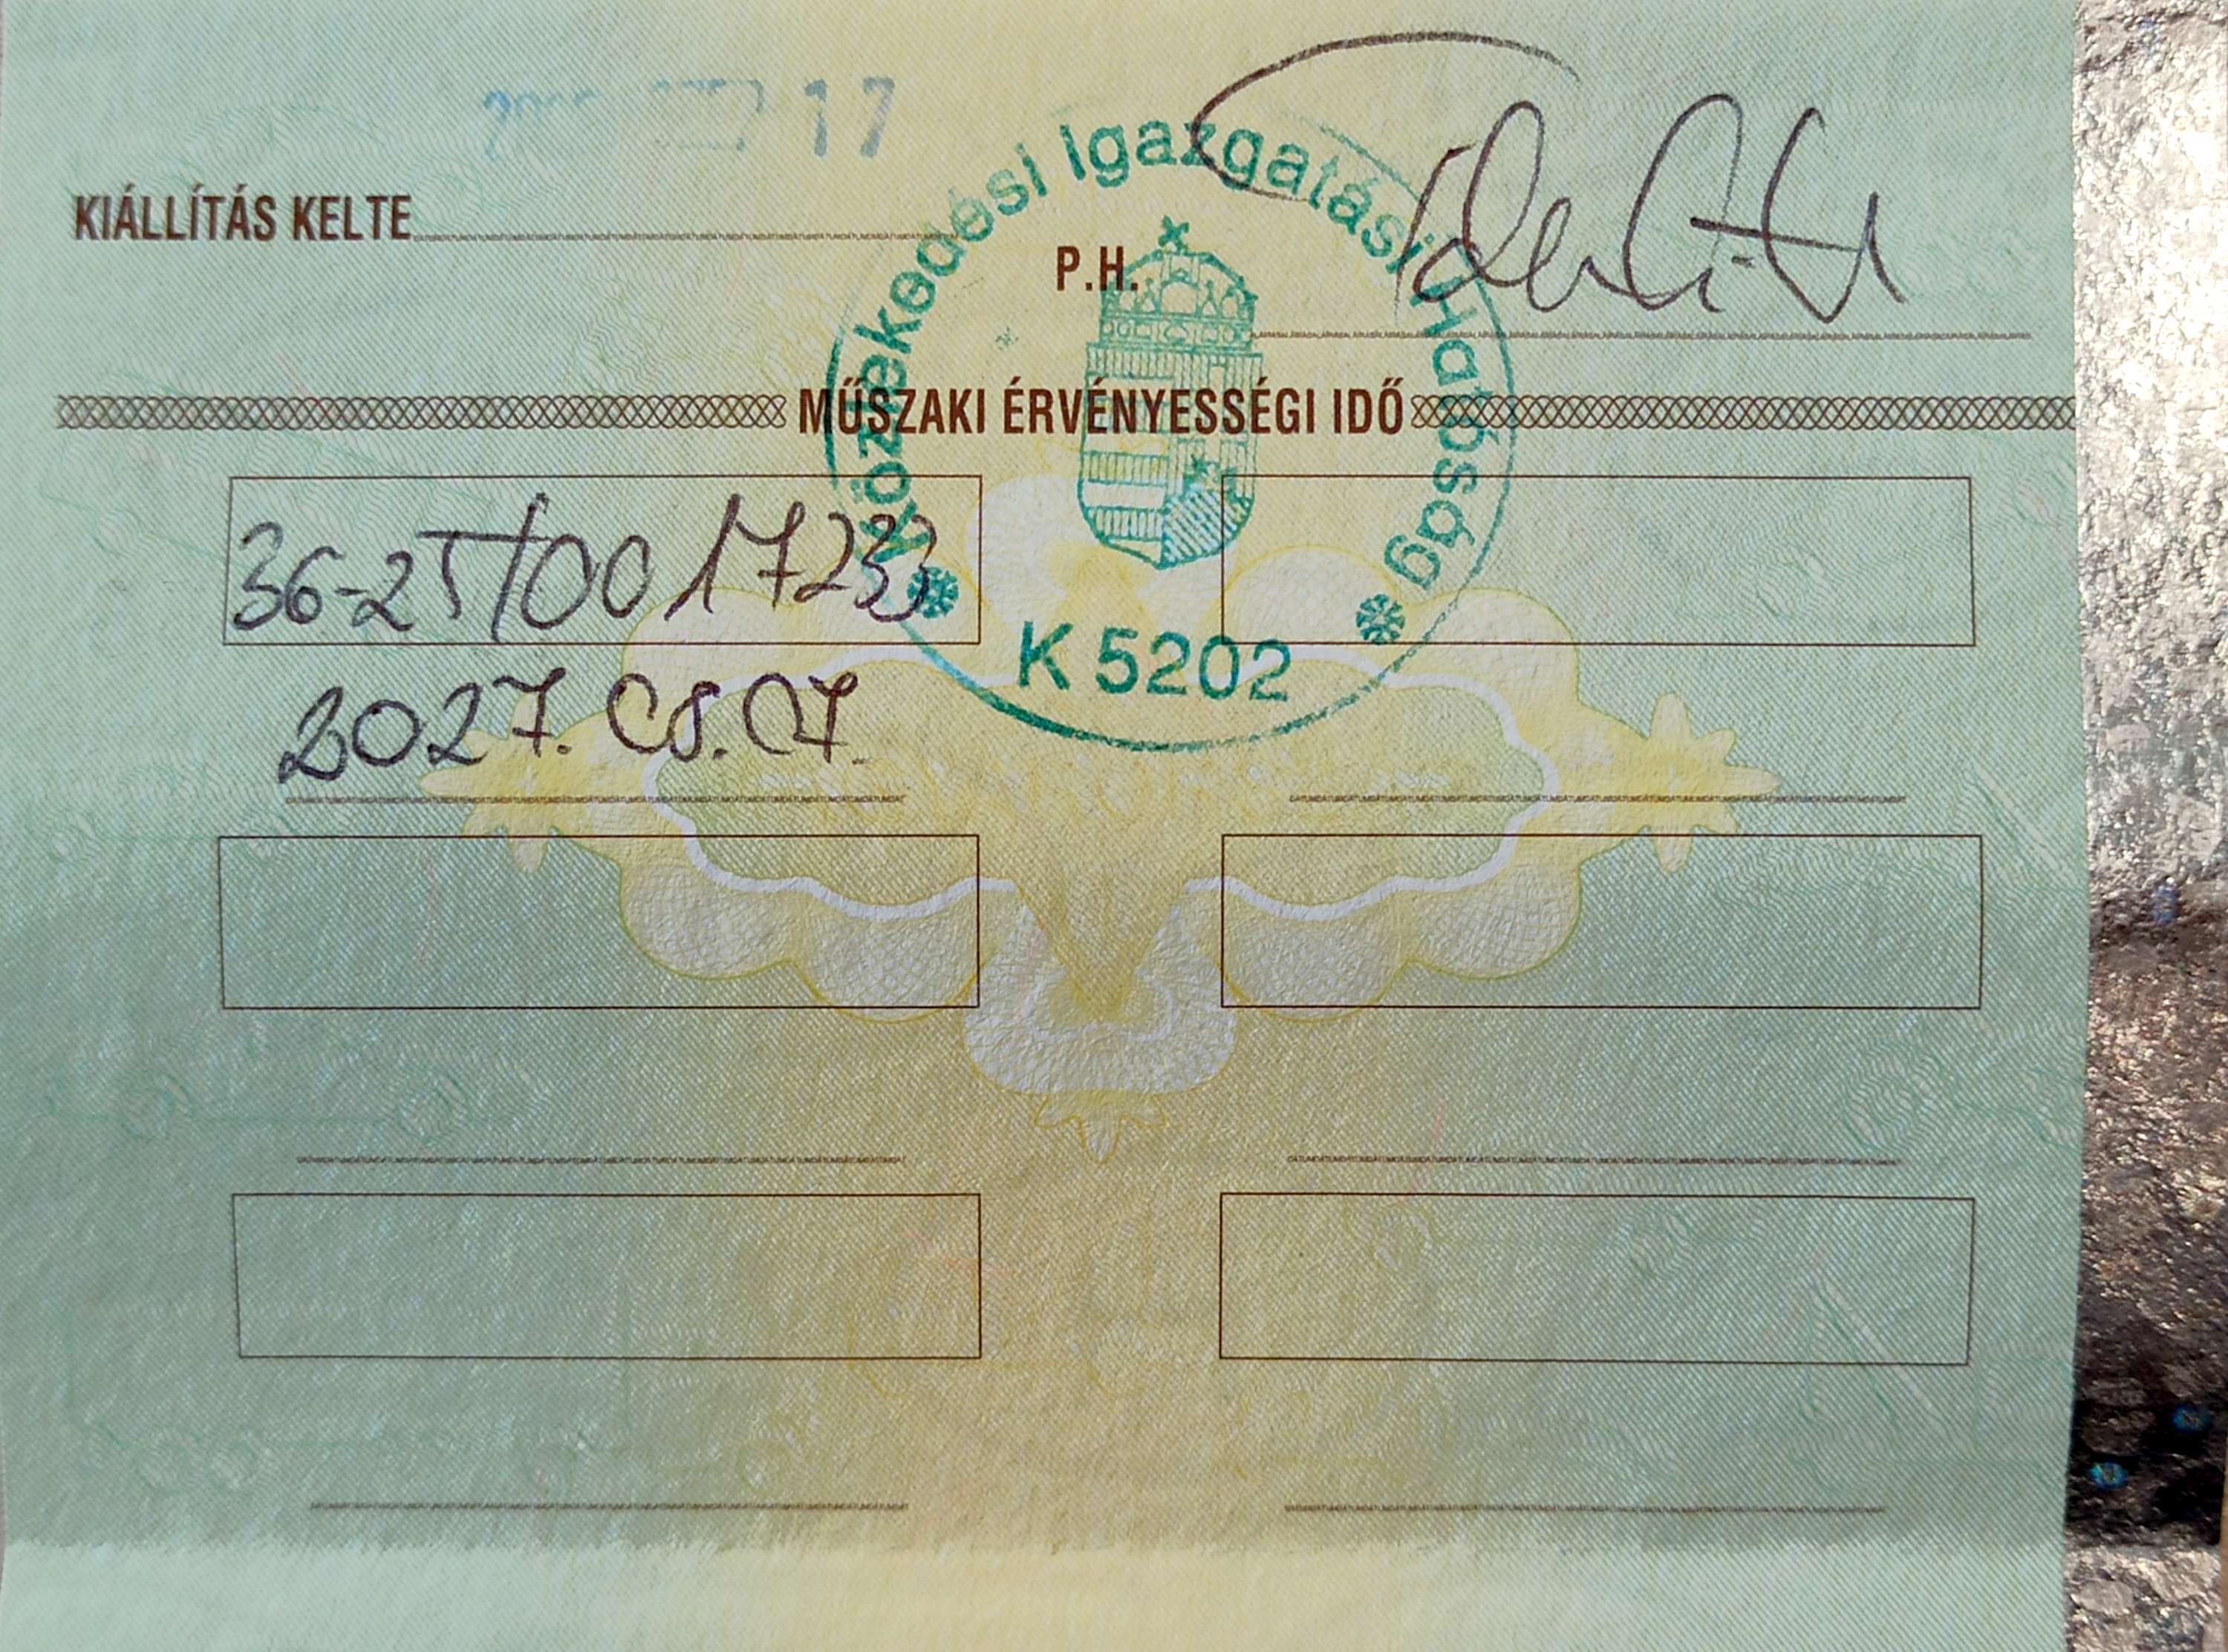 17
KIÁLLÍTÁS KELTE
Közlekedési Igazgatási Hatóság
P.H.
MŰSZAKI ÉRVÉNYESSÉGI IDŐ
36-25/0017233
K 5202
2027. 08. 07.